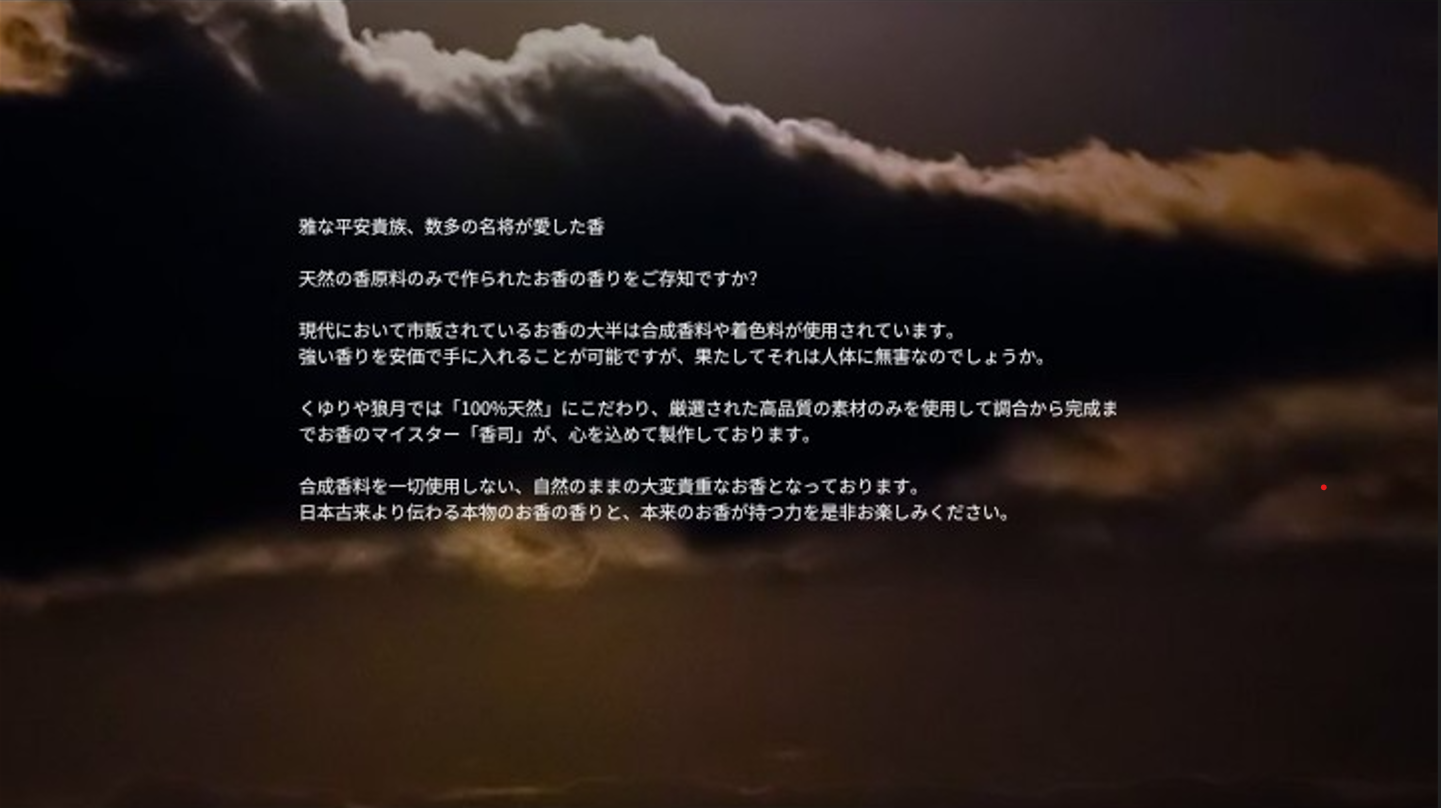 雅な平安貴族、数多の名将が愛した香
天然の香原料のみで作られたお香の香りをご存知ですか?
現代において市販されているお香の大半は合成香料や着色料が使用されています。
強い香りを安価で手に入れることが可能ですが、果たしてそれは人体に無害なのでしょうか。
くゆりや狼月では「100%天然」にこだわり、厳選された高品質の素材のみを使用して調合から完成ま
でお香のマイスター「香司」が、心を込めて製作しております。
合成香料を一切使用しない、自然のままの大変貴重なお香となっております。
日本古来より伝わる本物のお香の香りと、本来のお香が持つ力を是非お楽しみください。